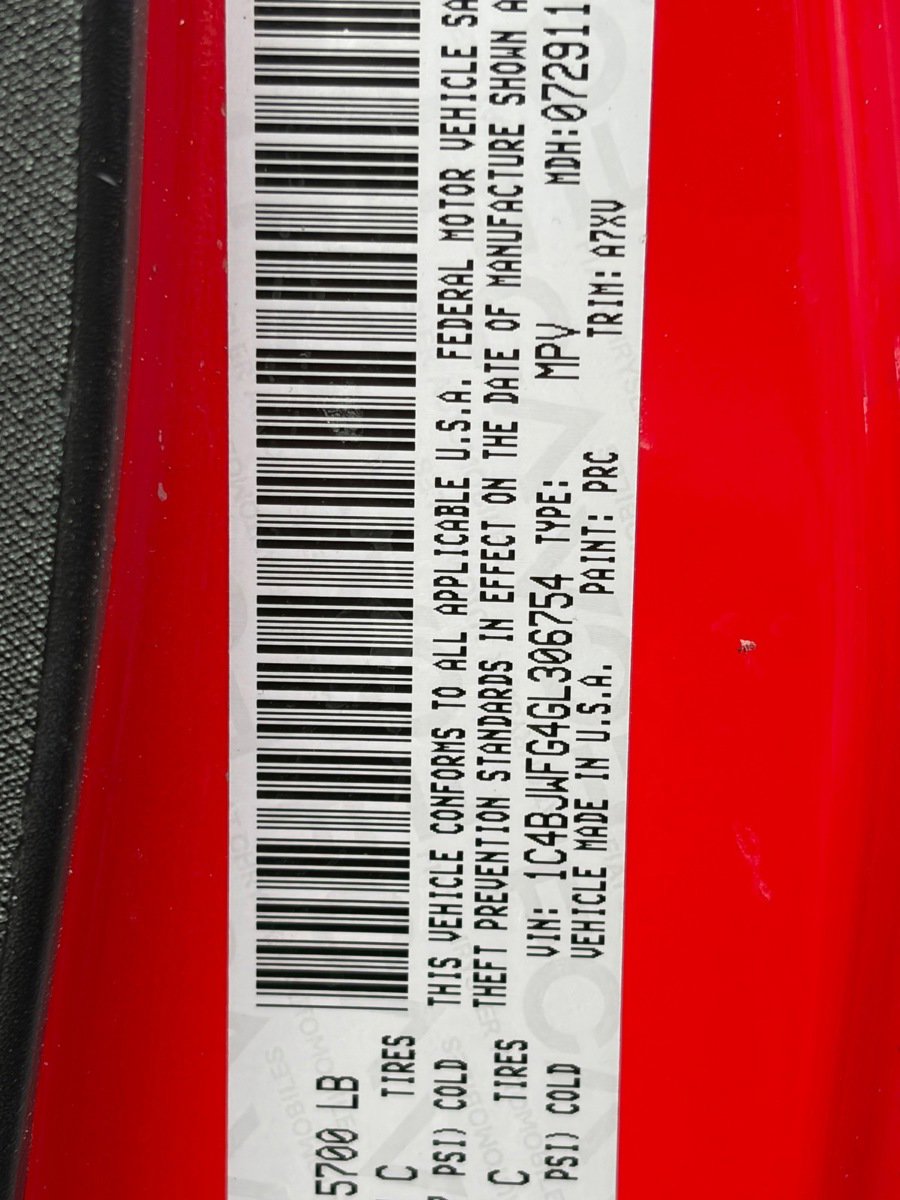 5700 LB
C TIRES
PSI) COLD
C TIRES
PSI) COLD
THIS VEHICLE CONFORMS TO ALL APPLICABLE U.S.A. FEDERAL MOTOR VEHICLE SA
THEFT PREVENTION STANDARDS IN EFFECT ON THE DATE OF MANUFACTURE SHOWN A
VIN: 1C4BJWFG4GL306754 TYPE: MPV MDH:072911
VEHICLE MADE IN U.S.A. PAINT: PRC TRIM: A7XV